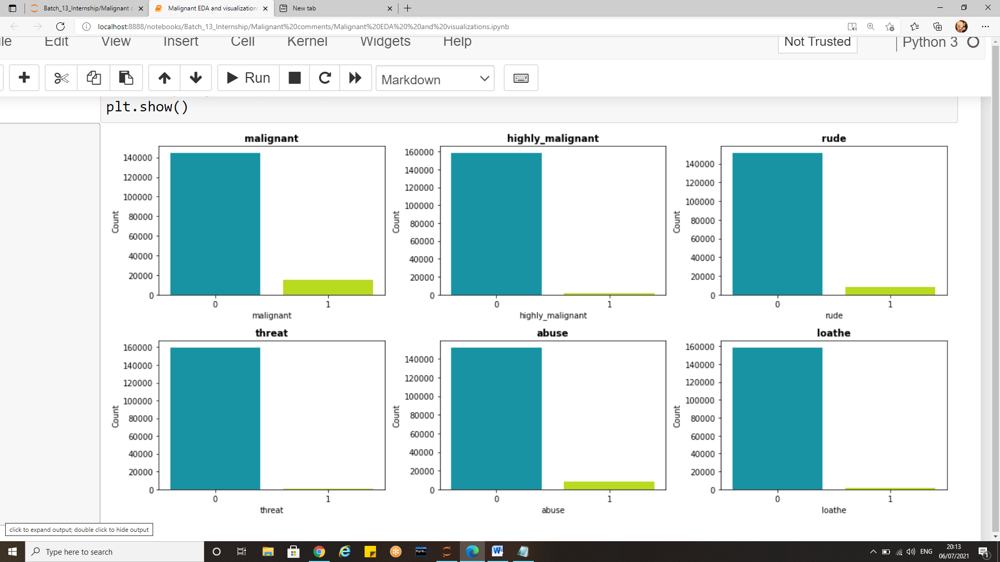 Batch_13_Internship/Malignant c
Malignant EDA and visualizations
New tab
localhost:8888/notebooks/Batch_13_Internship/Malignant%20comments/Malignant%20EDA%20%20and%20visualizations.ipynb
le Edit View Insert Cell Kernel Widgets Help Not Trusted Python 3
Run Markdown
plt.show()
malignant
140000
120000
100000
80000
60000
40000
20000
0
Count
0 1
malignant
highly_malignant
160000
140000
120000
100000
80000
60000
40000
20000
0
Count
0 1
highly_malignant
rude
140000
120000
100000
80000
60000
40000
20000
0
Count
0 1
rude
threat
160000
140000
120000
100000
80000
60000
40000
20000
0
Count
0 1
threat
abuse
140000
120000
100000
80000
60000
40000
20000
0
Count
0 1
abuse
loathe
160000
140000
120000
100000
80000
60000
40000
20000
0
Count
0 1
loathe
click to expand output; double click to hide output
Type here to search
ENG
20:13
06/07/2021
1